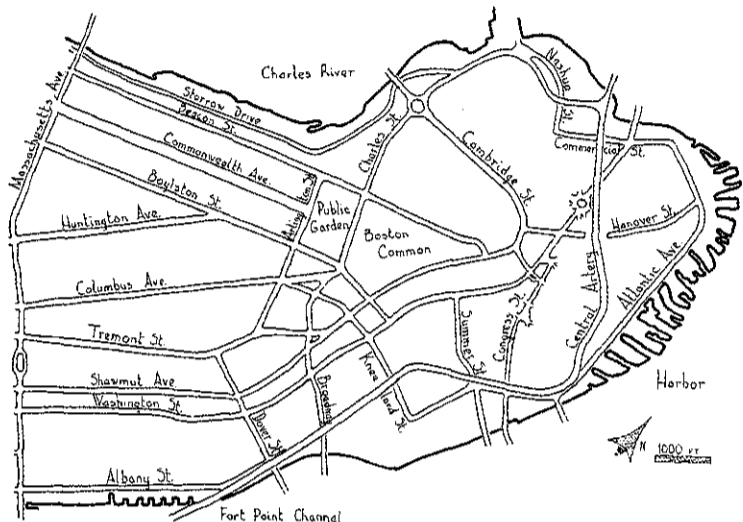 Charles River
Nashua St.
Massachusetts Ave.
Storrow Drive
Beacon St.
Commonwealth Ave.
Charles St.
Cambridge St.
Commercial St.
Boylston St.
Arlington St.
Public
Garden
Hanover St.
Huntington Ave.
Boston
Common
Columbus Ave.
Central Artery
Atlantic Ave.
Tremont St.
Summer St.
Congress St.
Kneeland St.
Shawmut Ave.
Washington St.
Broadway
Dover St.
Harbor
N
1000 FT
Albany St.
Fort Point Channel